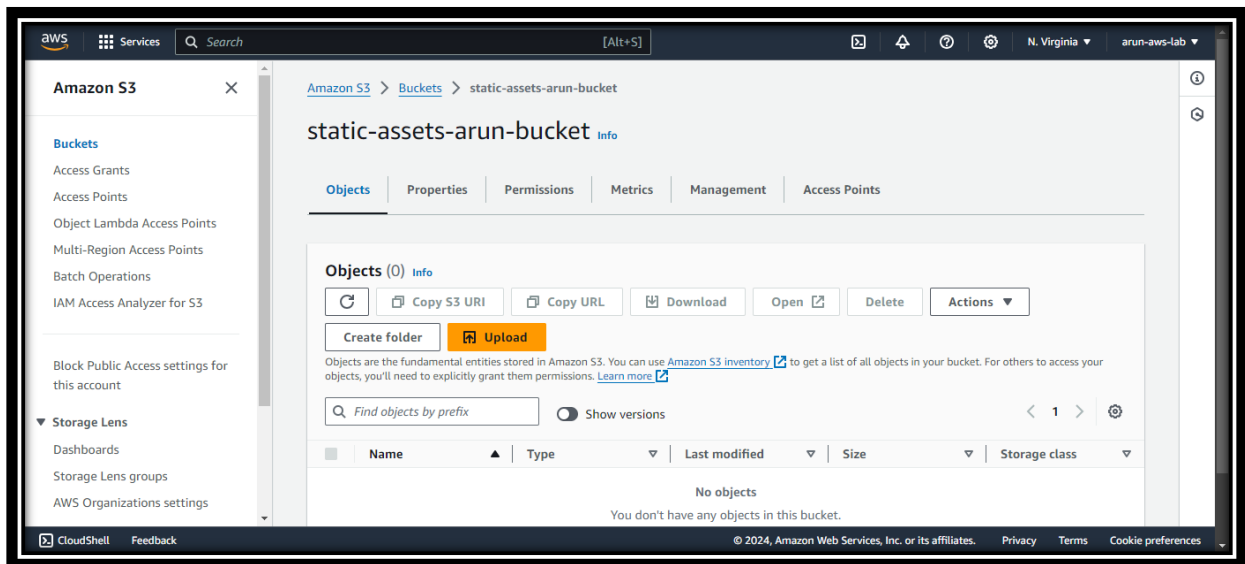 aws Services Search [Alt+S] N. Virginia arun-aws-lab
Amazon S3
Buckets
Access Grants
Access Points
Object Lambda Access Points
Multi-Region Access Points
Batch Operations
IAM Access Analyzer for S3
Block Public Access settings for
this account
Storage Lens
Dashboards
Storage Lens groups
AWS Organizations settings
Amazon S3 > Buckets > static-assets-arun-bucket
static-assets-arun-bucket Info
Objects Properties Permissions Metrics Management Access Points
Objects (0) Info
Copy S3 URI Copy URL Download Open Delete Actions
Create folder Upload
Objects are the fundamental entities stored in Amazon S3. You can use Amazon S3 inventory to get a list of all objects in your bucket. For others to access your
objects, you'll need to explicitly grant them permissions. Learn more
Find objects by prefix Show versions < 1 >
Name Type Last modified Size Storage class
No objects
You don't have any objects in this bucket.
CloudShell Feedback © 2024, Amazon Web Services, Inc. or its affiliates. Privacy Terms Cookie preferences